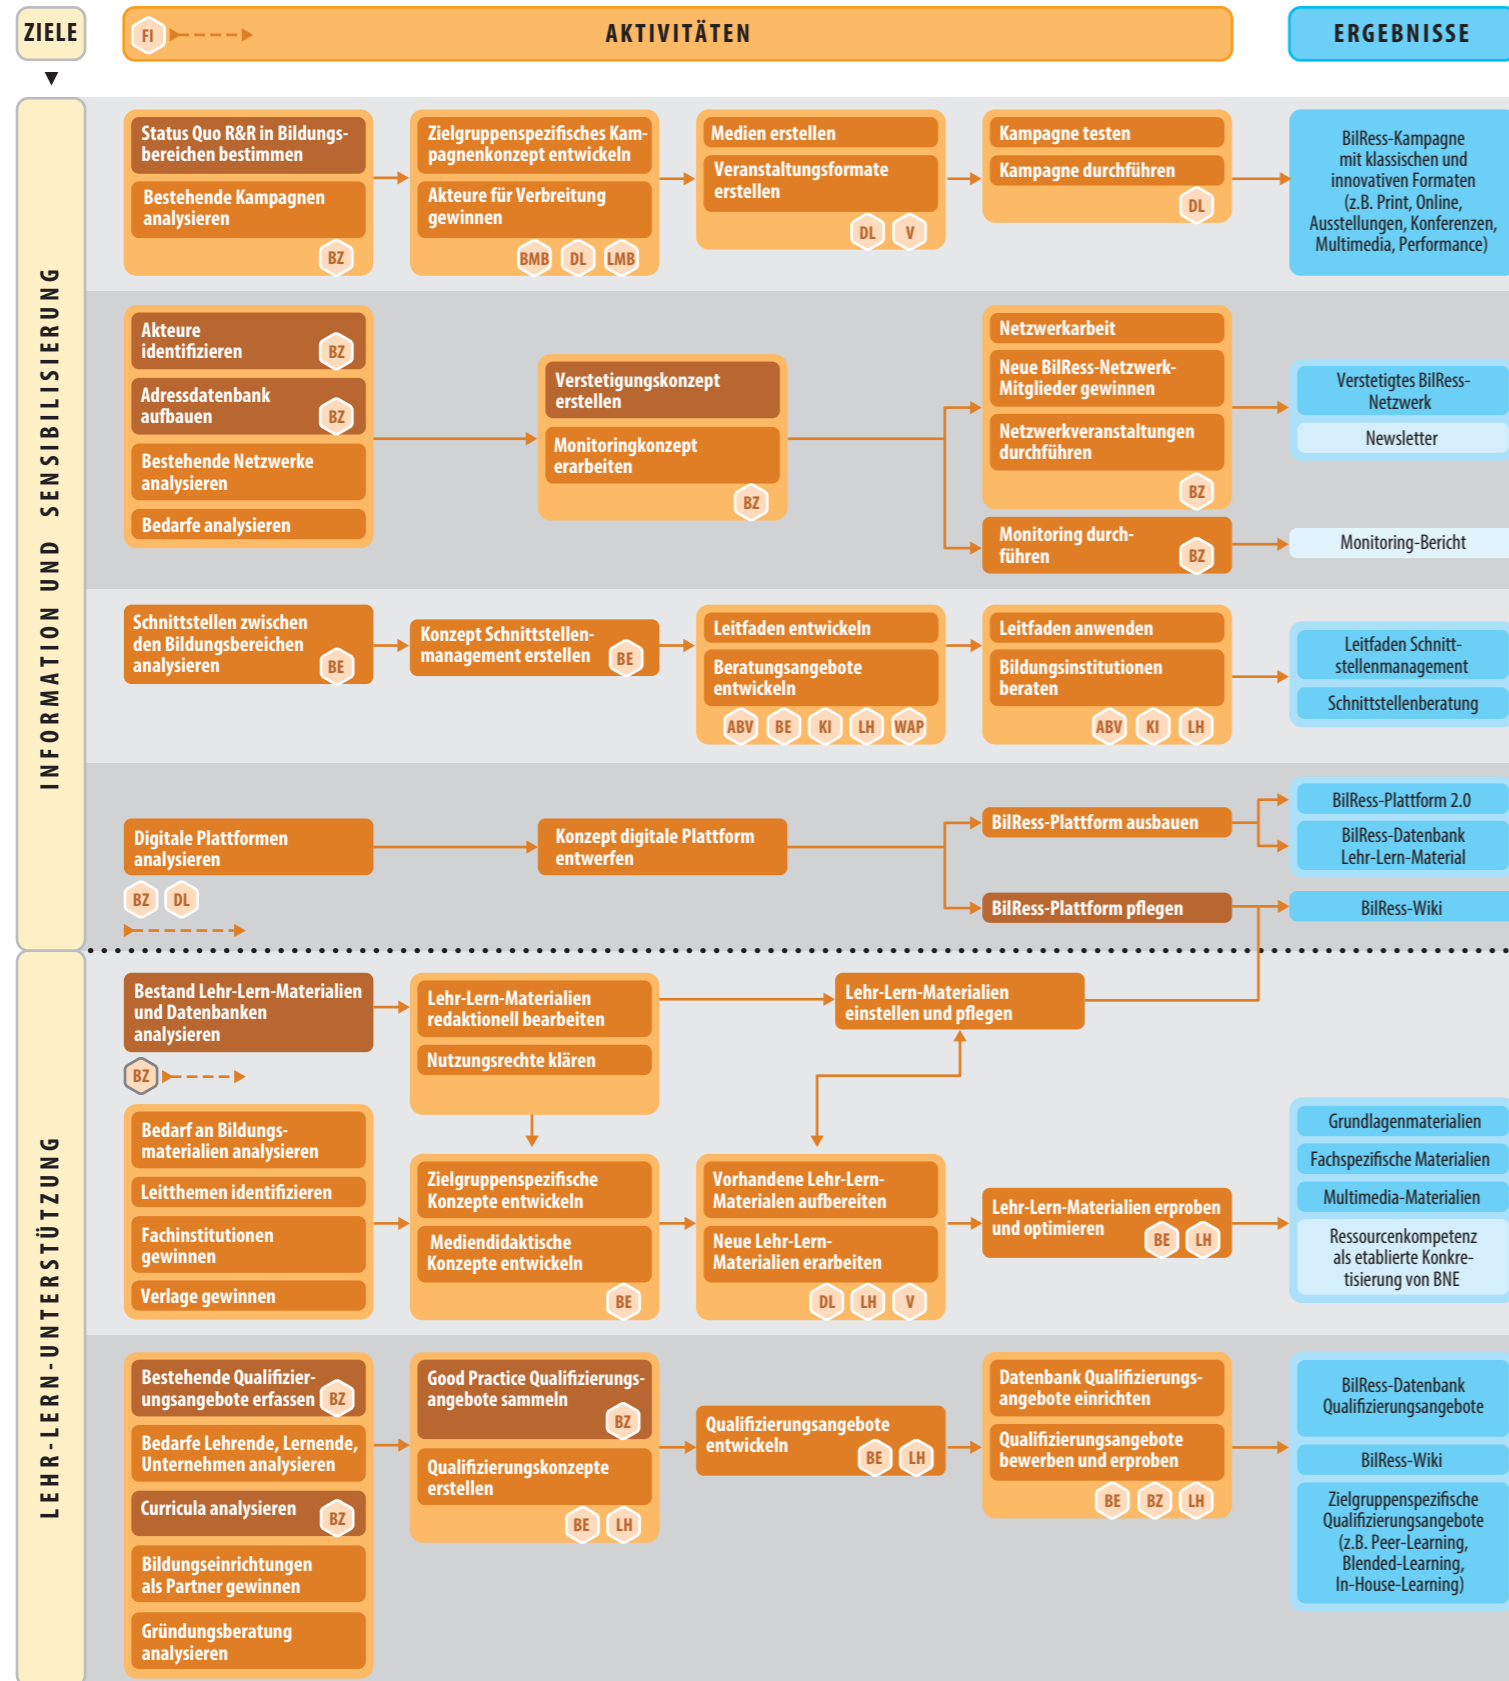 ZIELE
FI
AKTIVITÄTEN
ERGEBNISSE
INFORMATION UND SENSIBILISIERUNG
Status Quo R&R in Bildungs-
bereichen bestimmen
Bestehende Kampagnen
analysieren
BZ
Zielgruppenspezifisches Kam-
pagnenkonzept entwickeln
Akteure für Verbreitung
gewinnen
BMB DL LMB
Medien erstellen
Veranstaltungsformate
erstellen
DL V
Kampagne testen
Kampagne durchführen
DL
BilRess-Kampagne
mit klassischen und
innovativen Formaten
(z.B. Print, Online,
Ausstellungen, Konferenzen,
Multimedia, Performance)
Akteure
identifizieren
BZ
Adressdatenbank
aufbauen
BZ
Bestehende Netzwerke
analysieren
Bedarfe analysieren
Verstetigungskonzept
erstellen
Monitoringkonzept
erarbeiten
BZ
Netzwerkarbeit
Neue BilRess-Netzwerk-
Mitglieder gewinnen
Netzwerkveranstaltungen
durchführen
BZ
Monitoring durch-
führen
BZ
Verstetigtes BilRess-
Netzwerk
Newsletter
Monitoring-Bericht
Schnittstellen zwischen
den Bildungsbereichen
analysieren
BE
Konzept Schnittstellen-
management erstellen
BE
Leitfaden entwickeln
Beratungsangebote
entwickeln
ABV BE KI LH WAP
Leitfaden anwenden
Bildungsinstitutionen
beraten
ABV KI LH
Leitfaden Schnitt-
stellenmanagement
Schnittstellenberatung
Digitale Plattformen
analysieren
BZ DL
Konzept digitale Plattform
entwerfen
BilRess-Plattform ausbauen
BilRess-Plattform pflegen
BilRess-Plattform 2.0
BilRess-Datenbank
Lehr-Lern-Material
BilRess-Wiki
LEHR-LERN-UNTERSTÜTZUNG
Bestand Lehr-Lern-Materialien
und Datenbanken
analysieren
BZ
Lehr-Lern-Materialien
redaktionell bearbeiten
Nutzungsrechte klären
Lehr-Lern-Materialien
einstellen und pflegen
Bedarf an Bildungs-
materialien analysieren
Leitthemen identifizieren
Fachinstitutionen
gewinnen
Verlage gewinnen
Zielgruppenspezifische
Konzepte entwickeln
Mediendidaktische
Konzepte entwickeln
BE
Vorhandene Lehr-Lern-
Materialen aufbereiten
Neue Lehr-Lern-
Materialien erarbeiten
DL LH V
Lehr-Lern-Materialien erproben
und optimieren
BE LH
Grundlagenmaterialien
Fachspezifische Materialien
Multimedia-Materialien
Ressourcenkompetenz
als etablierte Konkre-
tisierung von BNE
Bestehende Qualifizier-
ungsangebote erfassen
BZ
Bedarfe Lehrende, Lernende,
Unternehmen analysieren
Curricula analysieren
BZ
Bildungseinrichtungen
als Partner gewinnen
Gründungsberatung
analysieren
Good Practice Qualifizierungs-
angebote sammeln
BZ
Qualifizierungskonzepte
erstellen
BE LH
Qualifizierungsangebote
entwickeln
BE LH
Datenbank Qualifizierungs-
angebote einrichten
Qualifizierungsangebote
bewerben und erproben
BE BZ LH
BilRess-Datenbank
Qualifizierungsangebote
BilRess-Wiki
Zielgruppenspezifische
Qualifizierungsangebote
(z.B. Peer-Learning,
Blended-Learning,
In-House-Learning)